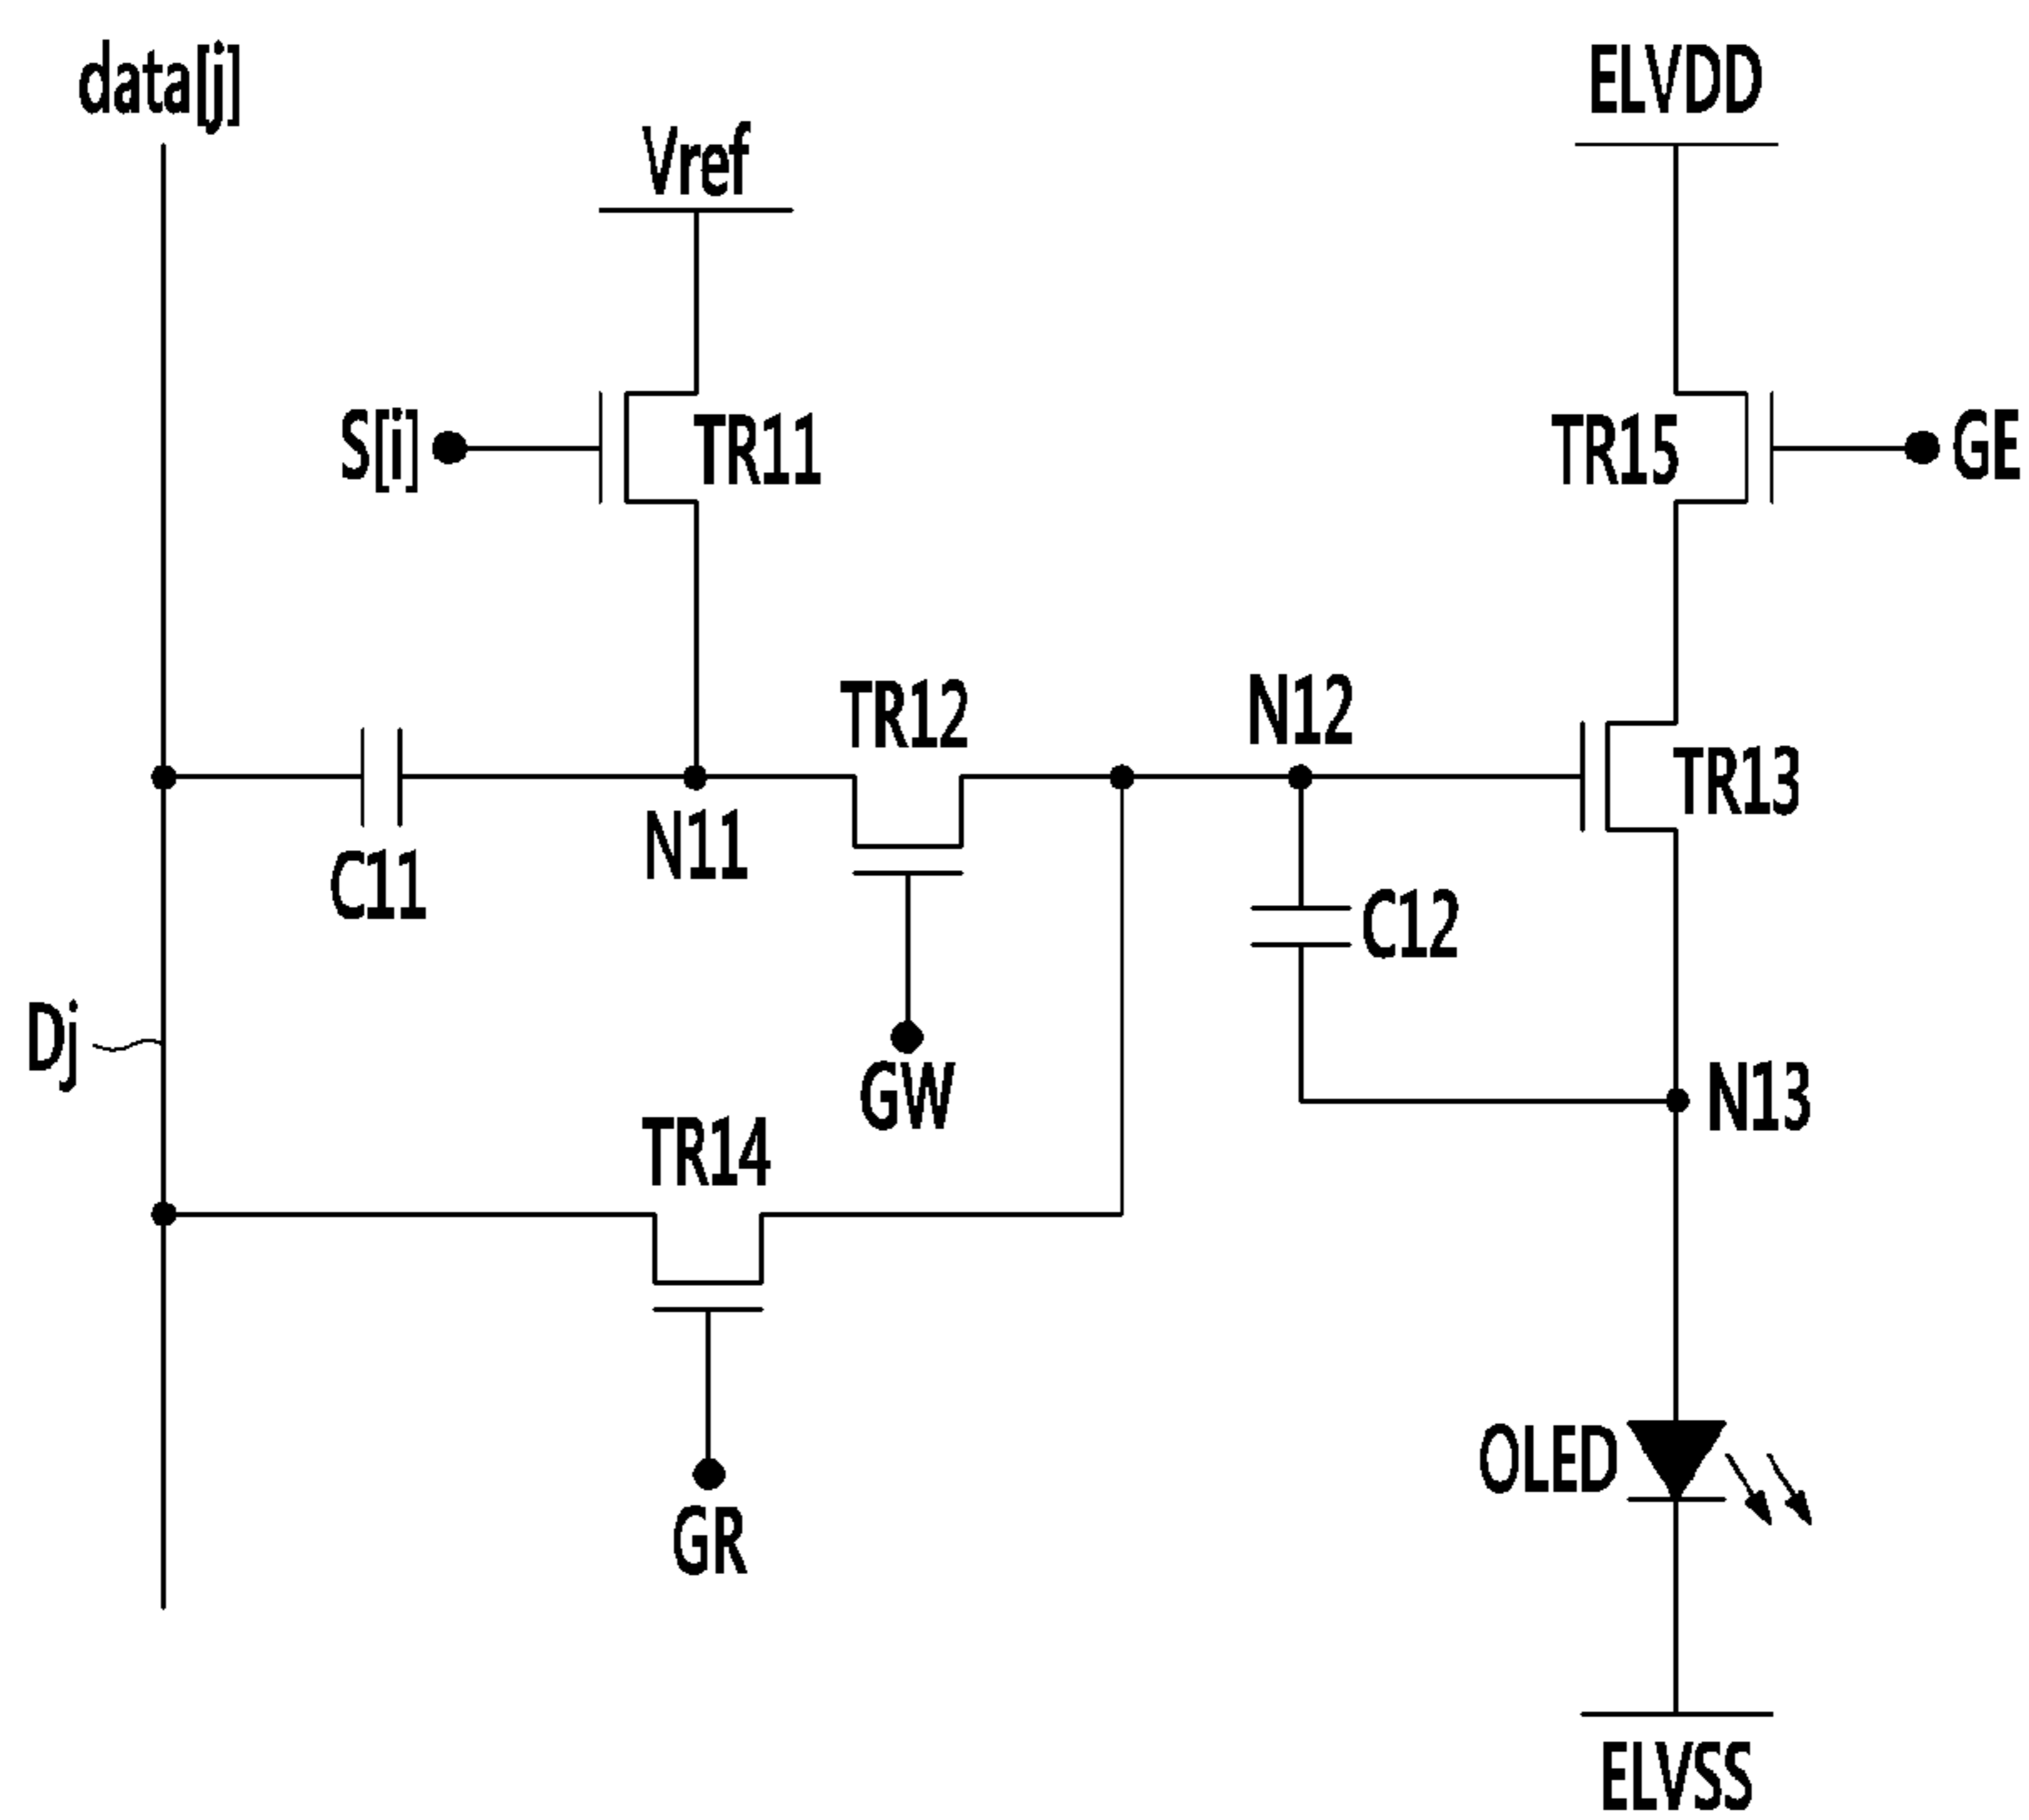 data[j]
ELVDD
Vref
S[i]
TR11
TR15
GE
TR12
N12
TR13
N11
C11
C12
Dj
GW
N13
TR14
OLED
GR
ELVSS